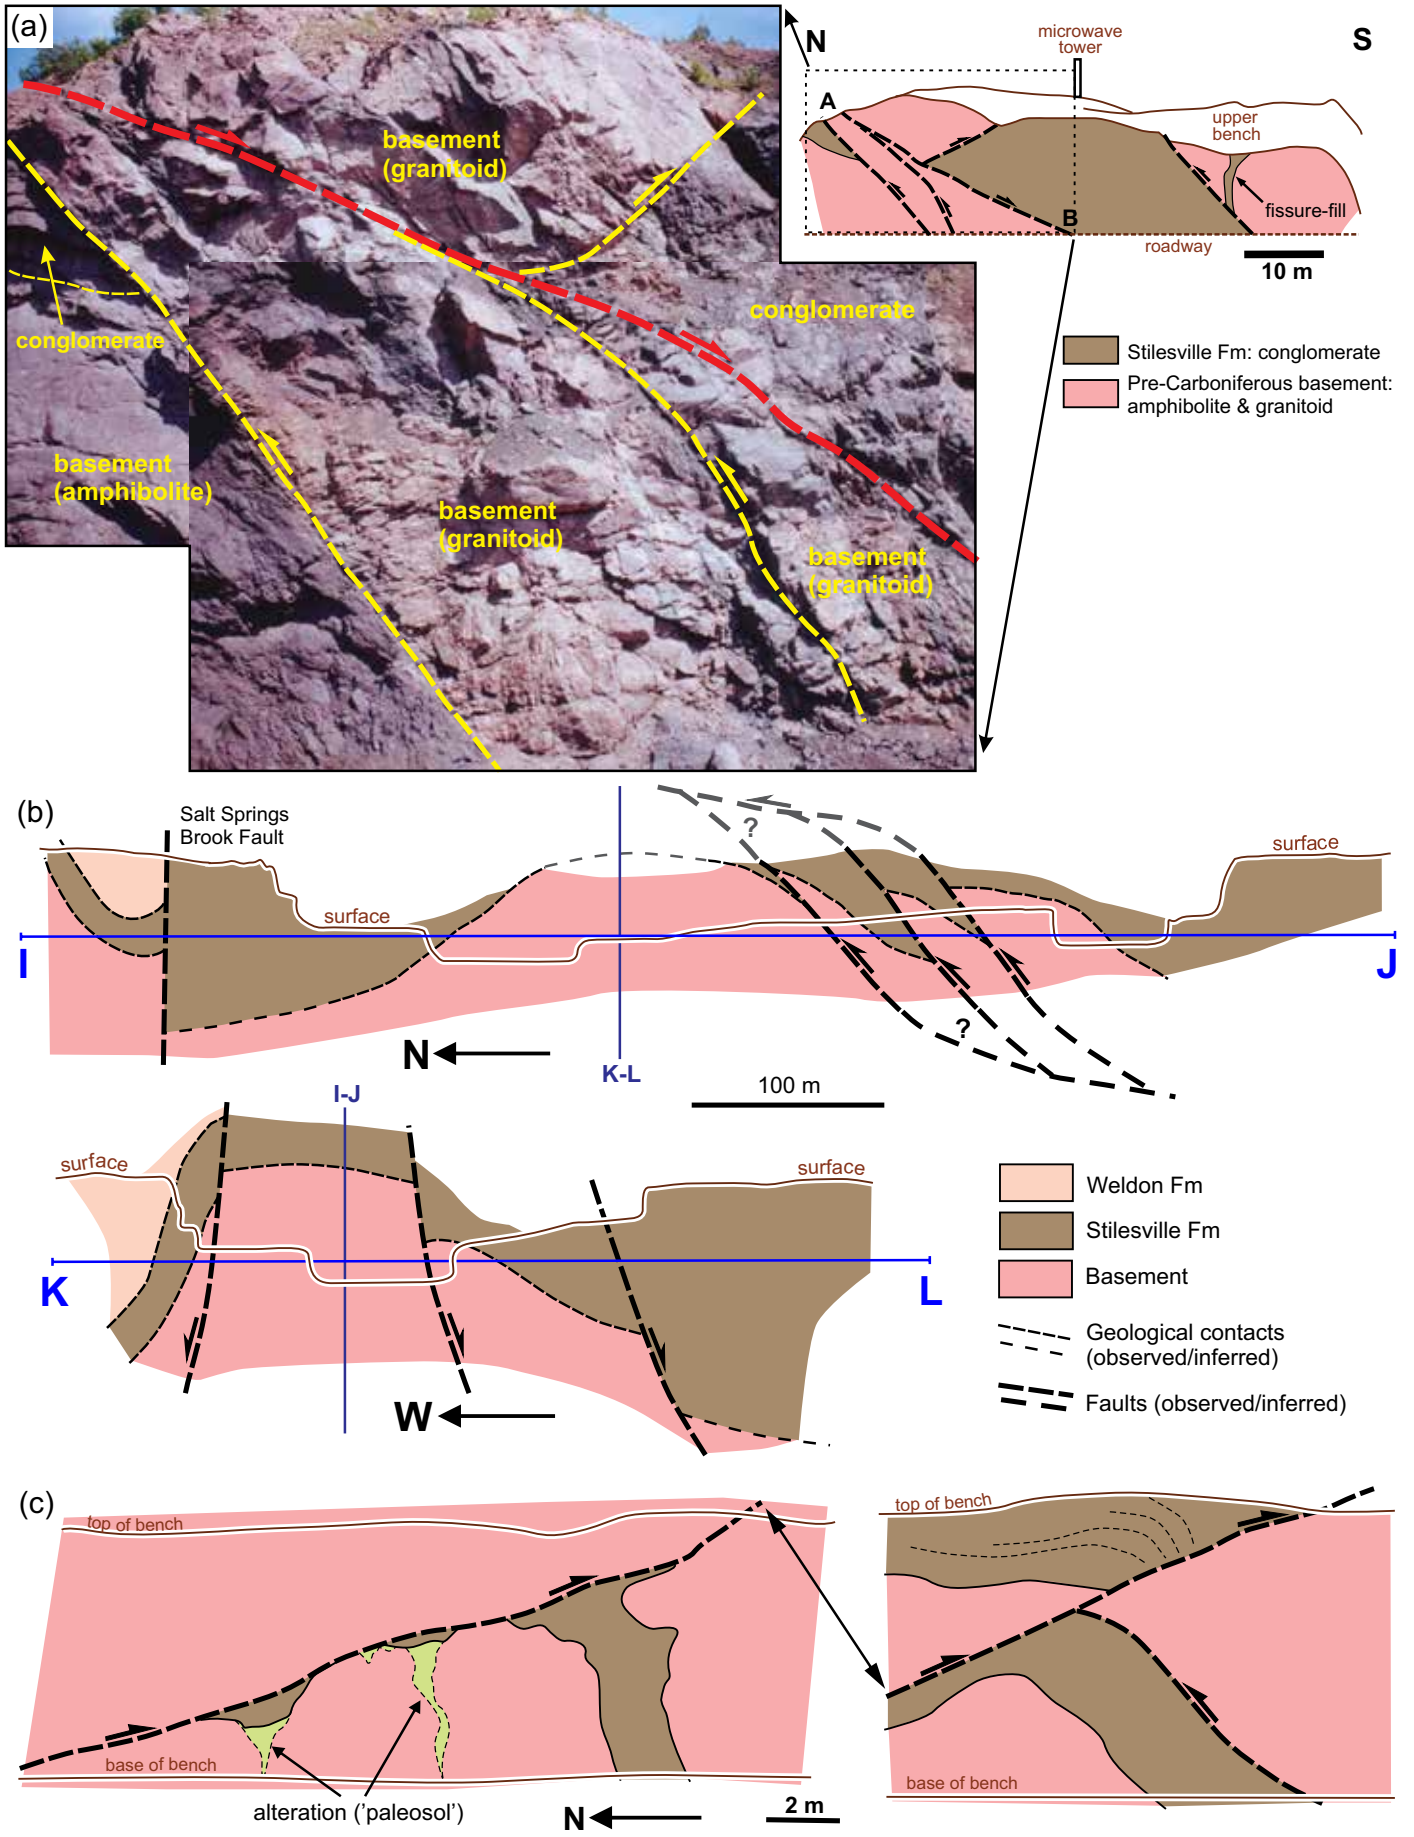 (a)
N
microwave
tower
S
A
upper
bench
fissure-fill
B
roadway
10 m
basement
(granitoid)
conglomerate
conglomerate
basement
(amphibolite)
basement
(granitoid)
basement
(granitoid)
Stilesville Fm: conglomerate
Pre-Carboniferous basement:
amphibolite & granitoid
(b)
Salt Springs
Brook Fault
?
surface
surface
I
J
?
N
K-L
100 m
I-J
surface
surface
K
L
W
Weldon Fm
Stilesville Fm
Basement
Geological contacts
(observed/inferred)
Faults (observed/inferred)
(c)
top of bench
base of bench
alteration ('paleosol')
N
2 m
top of bench
base of bench